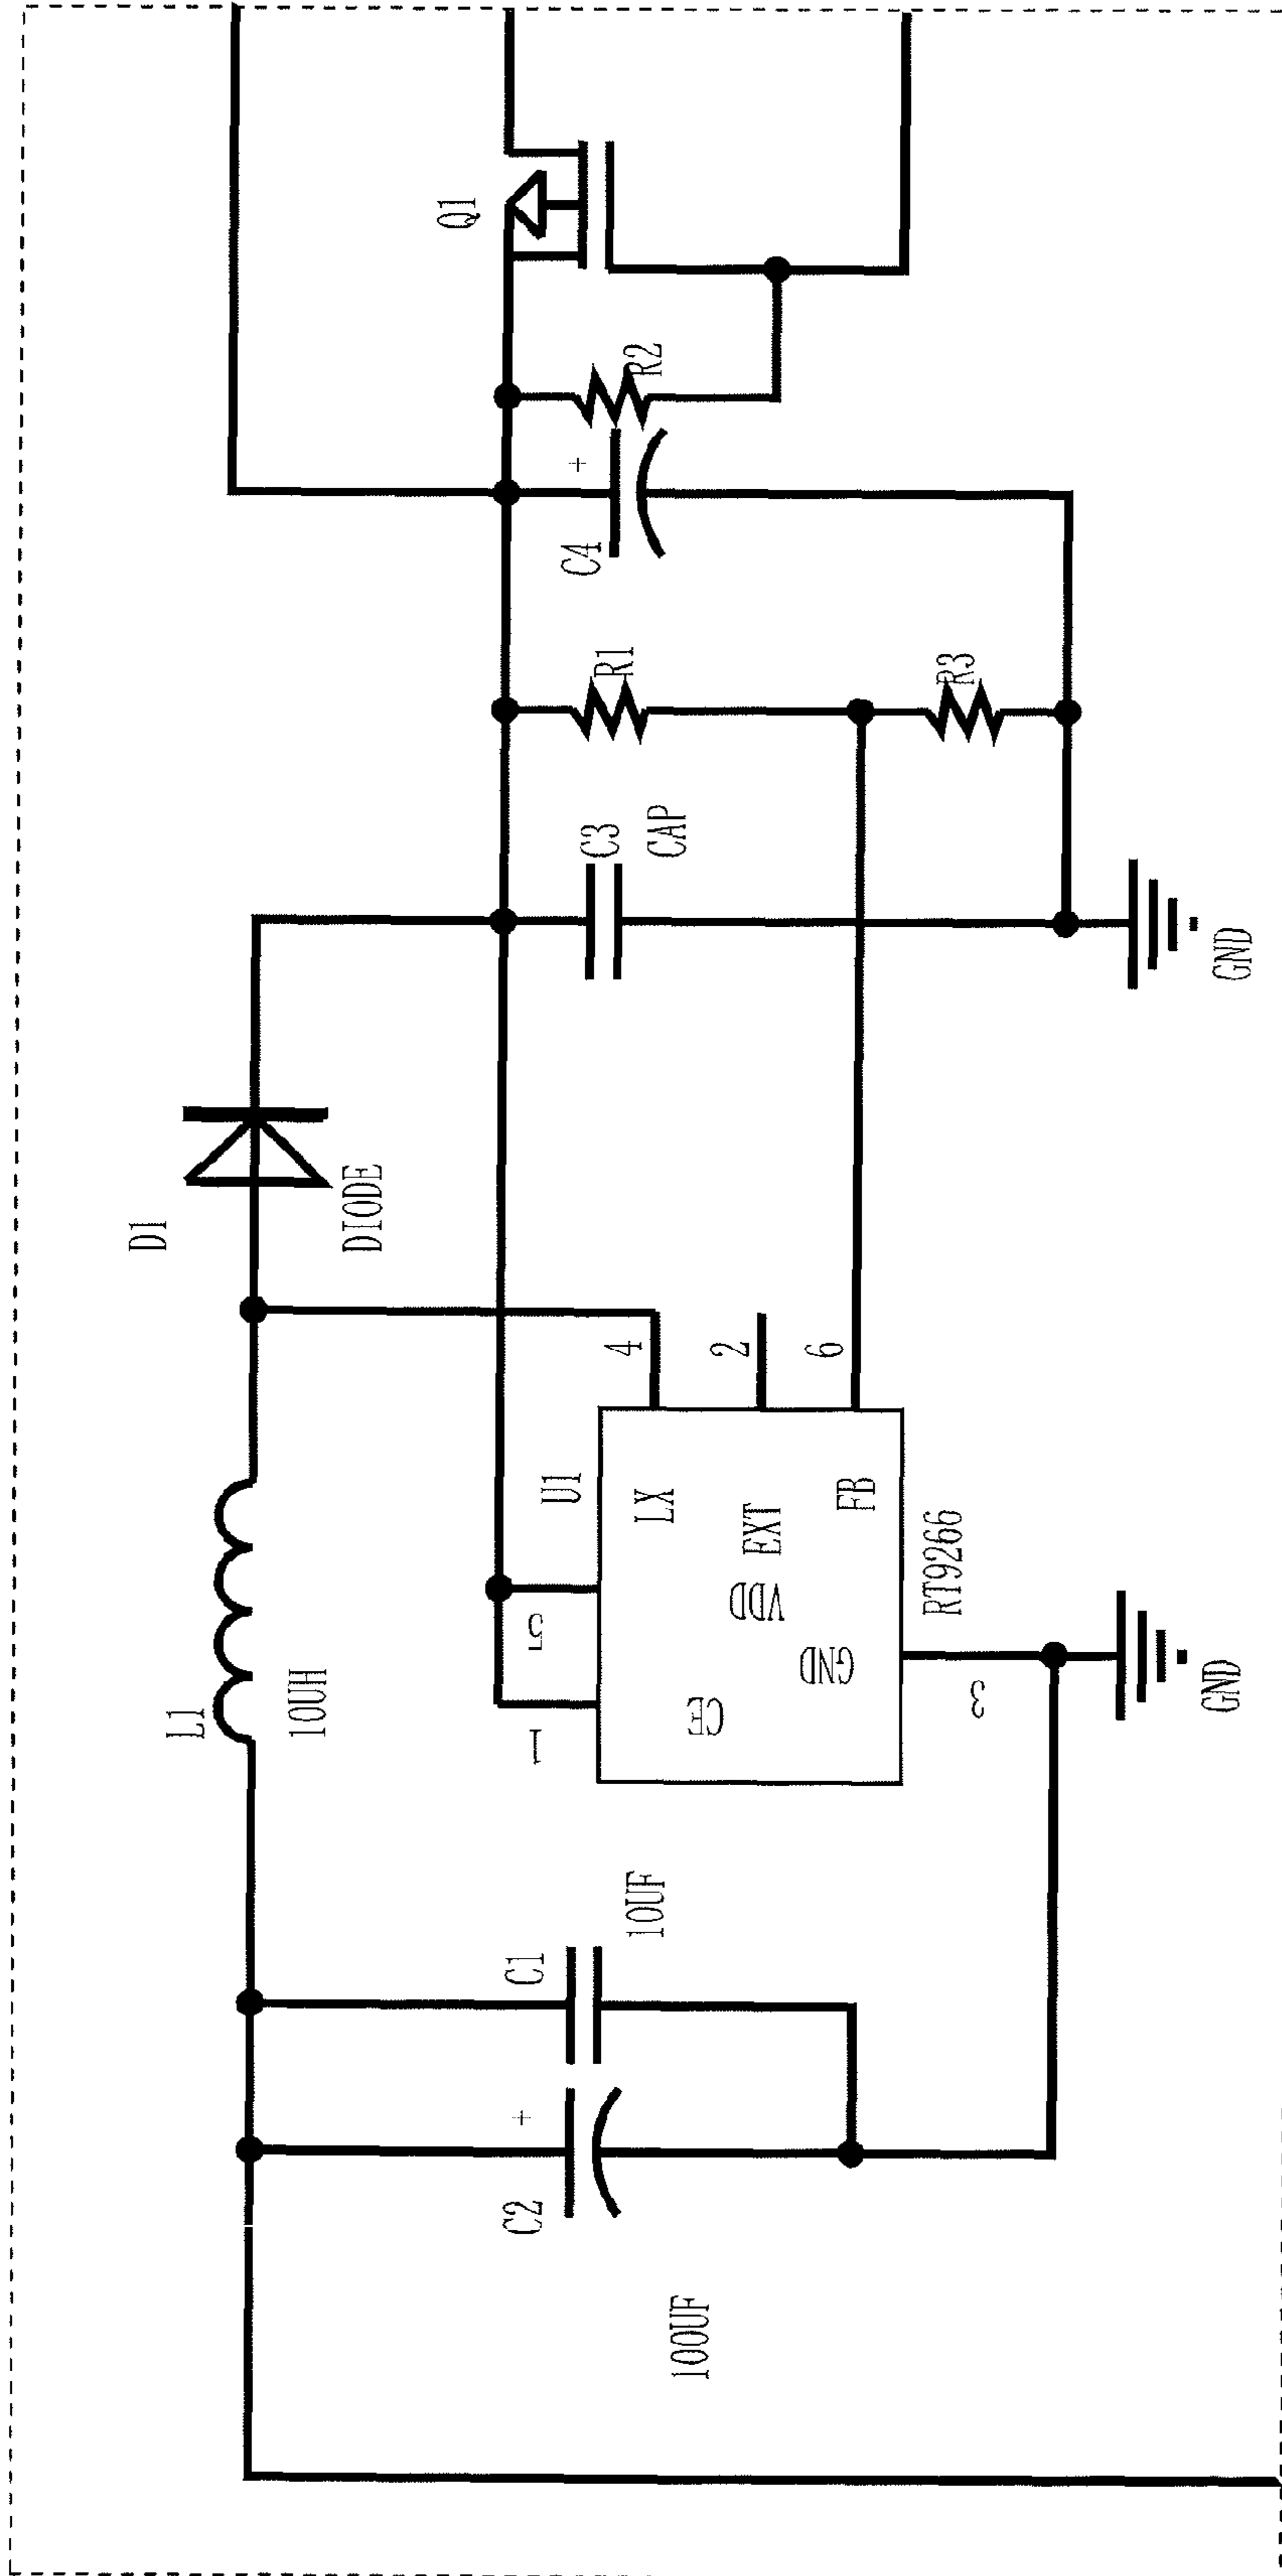 L1
10UH
D1
DIODE
C2
+
100UF
C1
10UF
1
5
U1
CE
VDD
GND
LX
EXT
FB
4
2
6
3
RT9266
GND
C3
CAP
R1
R3
GND
C4
+
R2
Q1